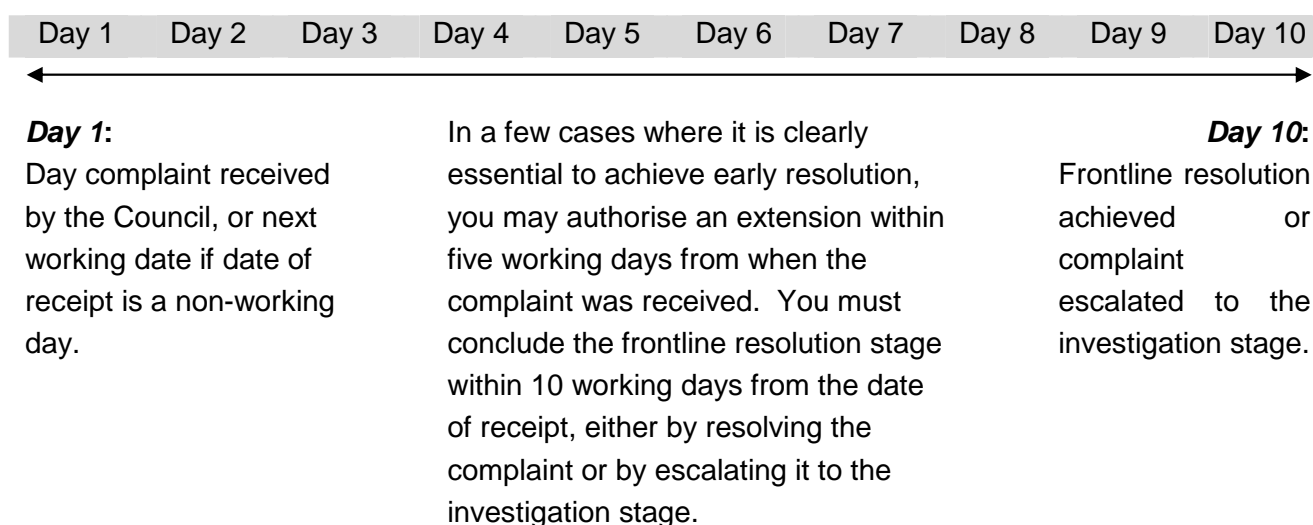 Day 1 Day 2 Day 3 Day 4 Day 5 Day 6 Day 7 Day 8 Day 9 Day 10
Day 1:
Day complaint received
by the Council, or next
working date if date of
receipt is a non-working
day.
In a few cases where it is clearly
essential to achieve early resolution,
you may authorise an extension within
five working days from when the
complaint was received. You must
conclude the frontline resolution stage
within 10 working days from the date
of receipt, either by resolving the
complaint or by escalating it to the
investigation stage.
Day 10:
Frontline resolution
achieved or
complaint
escalated to the
investigation stage.